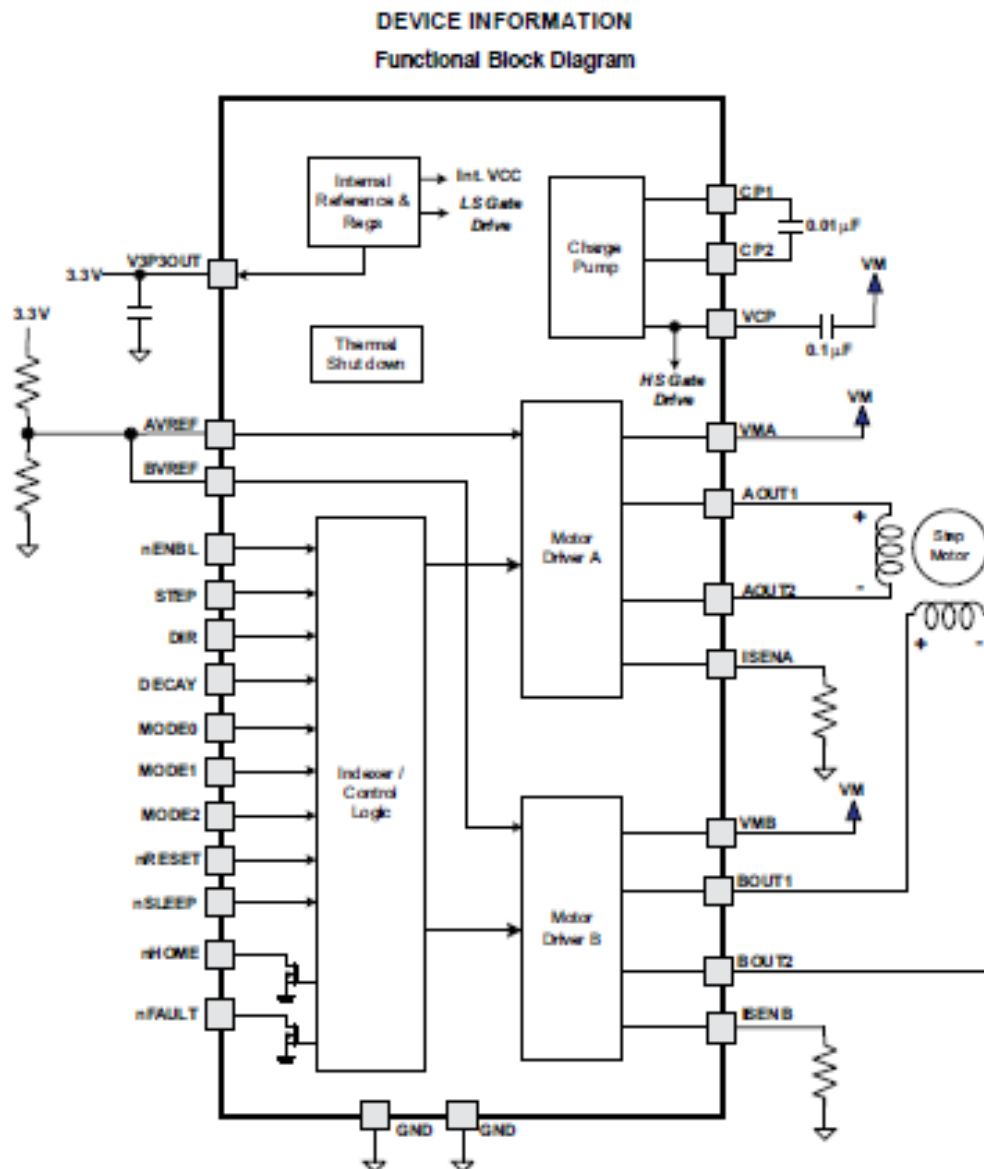 DEVICE INFORMATION
Functional Block Diagram
Internal
Reference &
Regs
Int. VCC
LS Gate
Drive
Charge
Pump
CP1
0.01µF
CP2
VM
VCP
0.1µF
HS Gate
Drive
V3P3OUT
3.3V
3.3V
Thermal
Shutdown
AVREF
BVREF
VM
VMA
AOUT1
Motor
Driver A
+
Step
Motor
AOUT2
-
+
-
ISENA
nENBL
STEP
DIR
DECAY
MODE0
MODE1
MODE2
nRESET
nSLEEP
nHOME
nFAULT
Indexer /
Control
Logic
VM
VMB
BOUT1
Motor
Driver B
BOUT2
ISENB
GND
GND